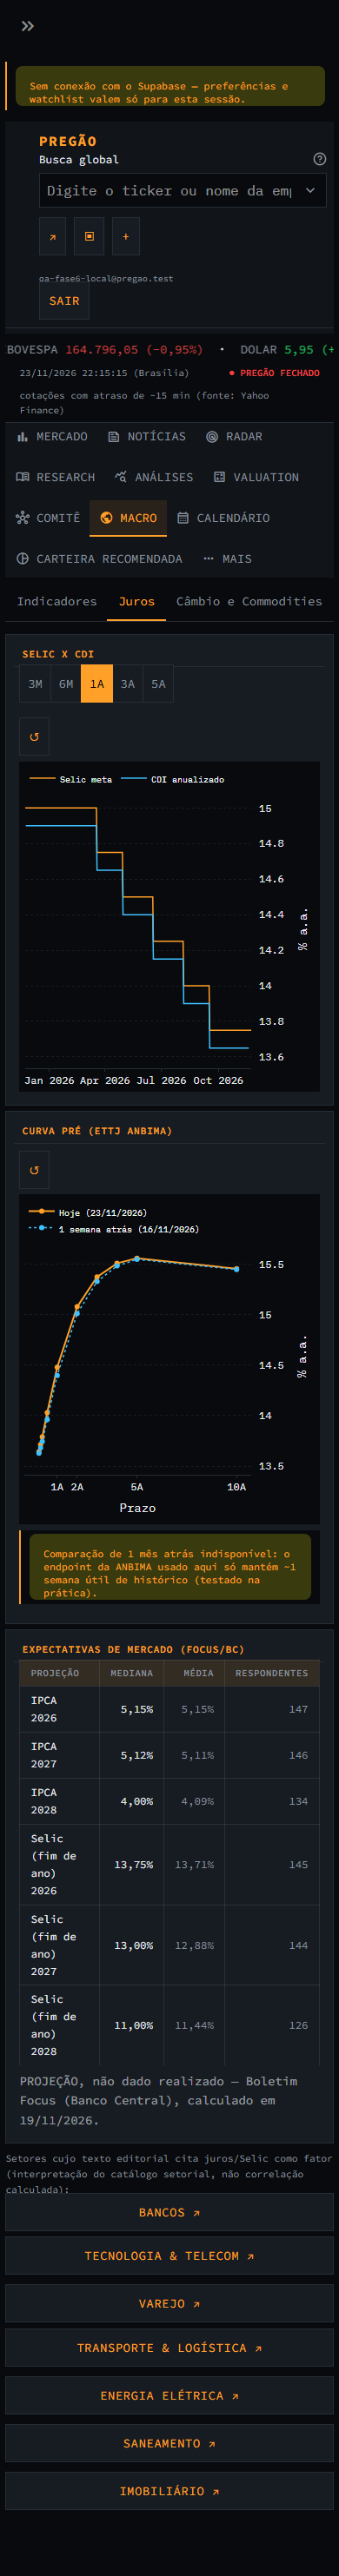 Sem conexão com o Supabase — preferências e
watchlist valem só para esta sessão.
PREGÃO
Busca global
Digite o ticker ou nome da em
↗
+
qa-fase6-local@pregao.test
SAIR
BOVESPA 164.796,05 (−0,95%) • DOLAR 5,95 (+
23/11/2026 22:15:15 (Brasília) ● PREGÃO FECHADO
cotações com atraso de ~15 min (fonte: Yahoo
Finance)
MERCADO NOTÍCIAS RADAR
RESEARCH ANÁLISES VALUATION
COMITÊ MACRO CALENDÁRIO
CARTEIRA RECOMENDADA ••• MAIS
Indicadores Juros Câmbio e Commodities
SELIC X CDI
3M 6M 1A 3A 5A
↺
Selic meta CDI anualizado
15
14.8
14.6
14.4
14.2
14
13.8
13.6
% a.a.
Jan 2026 Apr 2026 Jul 2026 Oct 2026
CURVA PRÉ (ETTJ ANBIMA)
↺
Hoje (23/11/2026)
1 semana atrás (16/11/2026)
15.5
15
14.5
14
13.5
% a.a.
1A 2A 5A 10A
Prazo
Comparação de 1 mês atrás indisponível: o
endpoint da ANBIMA usado aqui só mantém ~1
semana útil de histórico (testado na
prática).
EXPECTATIVAS DE MERCADO (FOCUS/BC)
PROJEÇÃO MEDIANA MÉDIA RESPONDENTES
IPCA
2026 5,15% 5,15% 147
IPCA
2027 5,12% 5,11% 146
IPCA
2028 4,00% 4,09% 134
Selic
(fim de
ano)
2026 13,75% 13,71% 145
Selic
(fim de
ano)
2027 13,00% 12,88% 144
Selic
(fim de
ano)
2028 11,00% 11,44% 126
PROJEÇÃO, não dado realizado — Boletim
Focus (Banco Central), calculado em
19/11/2026.
Setores cujo texto editorial cita juros/Selic como fator
(interpretação do catálogo setorial, não correlação
calculada):
BANCOS ↗
TECNOLOGIA & TELECOM ↗
VAREJO ↗
TRANSPORTE & LOGÍSTICA ↗
ENERGIA ELÉTRICA ↗
SANEAMENTO ↗
IMOBILIÁRIO ↗